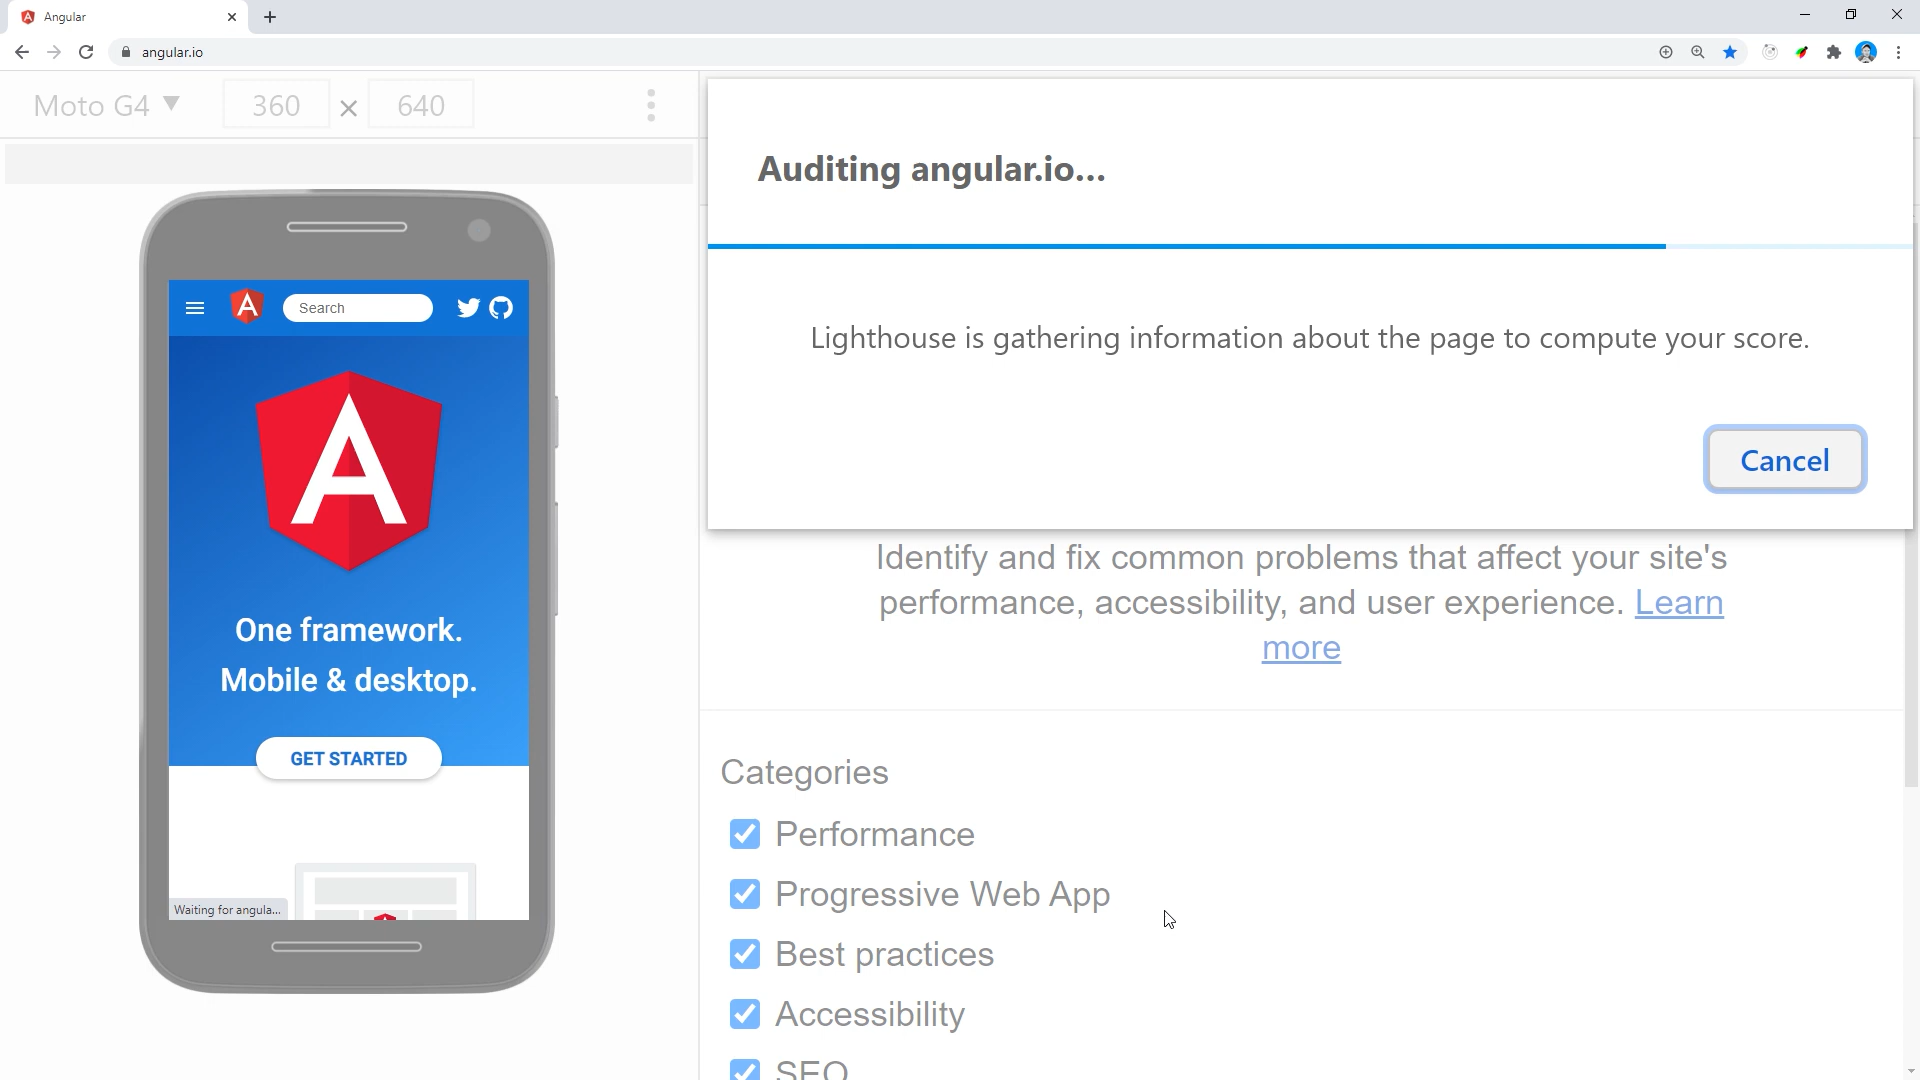 Angular
angular.io
Moto G4
360 × 640
Auditing angular.io...
Lighthouse is gathering information about the page to compute your score.
Cancel
Search
One framework.
Mobile & desktop.
GET STARTED
Waiting for angula...
Identify and fix common problems that affect your site's
performance, accessibility, and user experience. Learn
more
Categories
Performance
Progressive Web App
Best practices
Accessibility
SEO